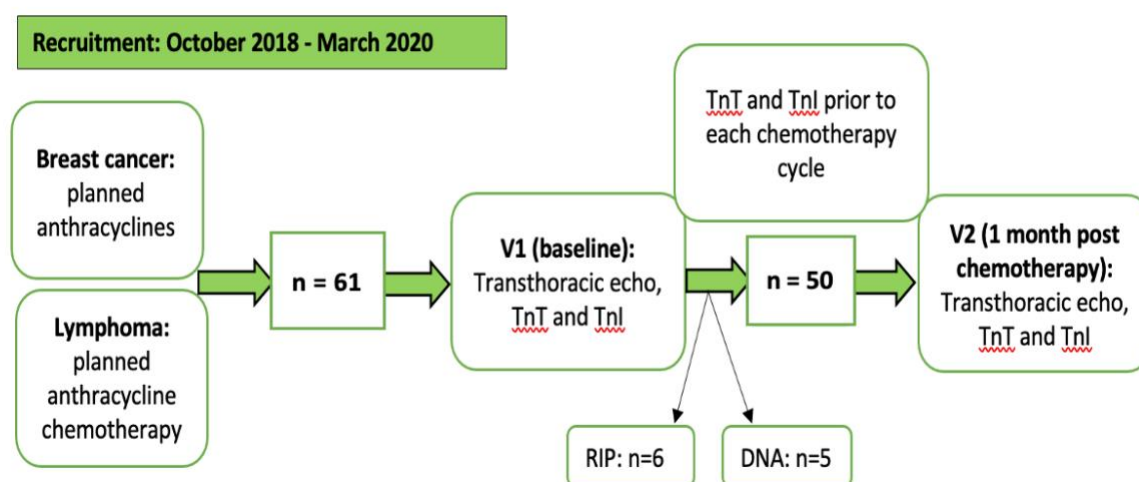 Recruitment: October 2018 - March 2020
Breast cancer:
planned
anthracyclines
Lymphoma:
planned
anthracycline
chemotherapy
n = 61
V1 (baseline):
Transthoracic echo,
TnT and TnI
TnT and TnI prior to
each chemotherapy
cycle
n = 50
RIP: n=6
DNA: n=5
V2 (1 month post
chemotherapy):
Transthoracic echo,
TnT and TnI